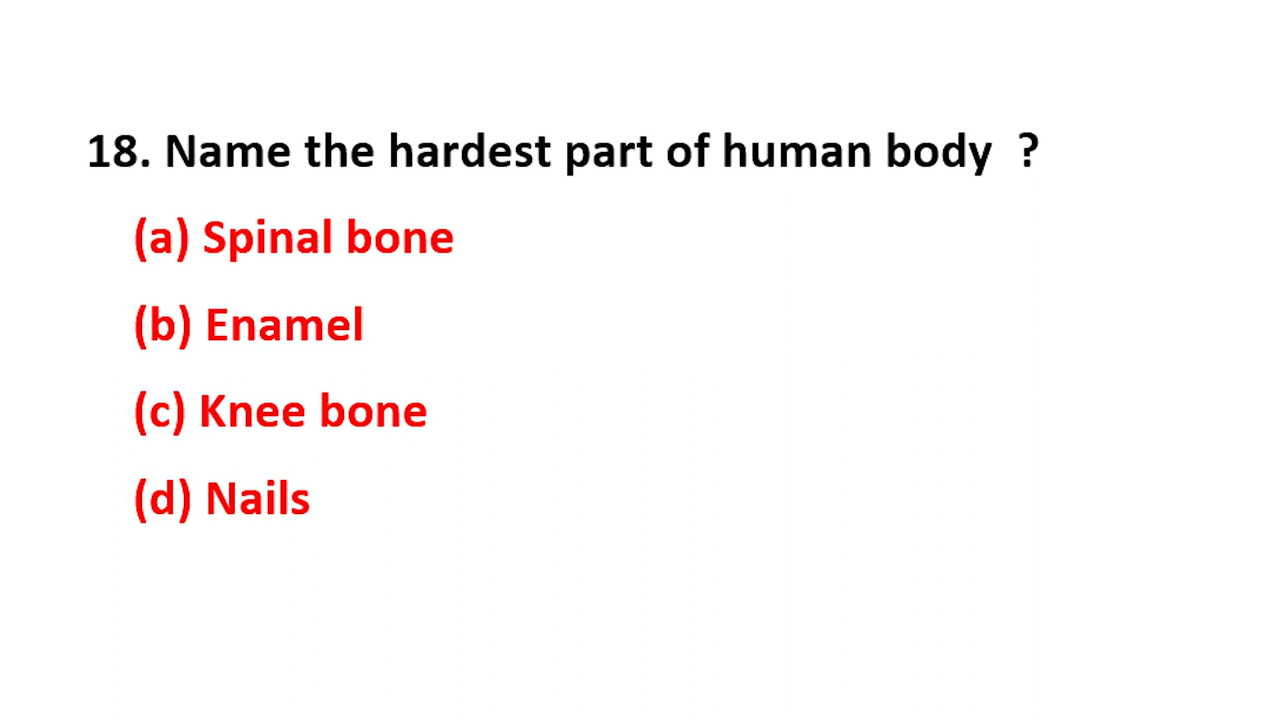 18. Name the hardest part of human body  ?
(a) Spinal bone
(b) Enamel
(c) Knee bone
(d) Nails